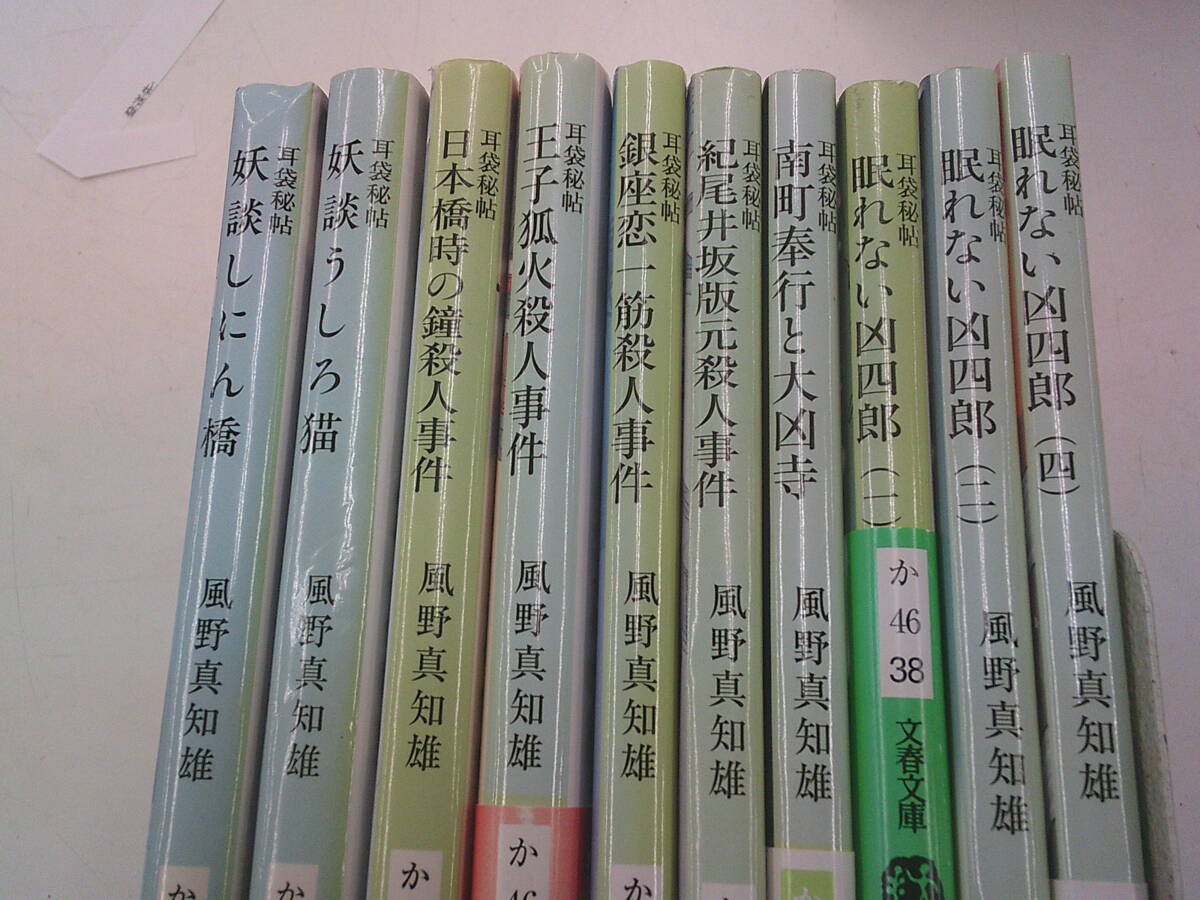 耳袋秘帖
妖談しにん橋
風野真知雄
か
耳袋秘帖
妖談うしろ猫
風野真知雄
か
耳袋秘帖
日本橋時の鐘殺人事件
風野真知雄
か
耳袋秘帖
王子狐火殺人事件
風野真知雄
か
46
耳袋秘帖
銀座恋一筋殺人事件
風野真知雄
か
耳袋秘帖
紀尾井坂版元殺人事件
風野真知雄
耳袋秘帖
南町奉行と大凶寺
風野真知雄
か
耳袋秘帖
眠れない凶四郎（一）
か
46
38
文春文庫
耳袋秘帖
眠れない凶四郎（二）
風野真知雄
耳袋秘帖
眠れない凶四郎（四）
風野真知雄